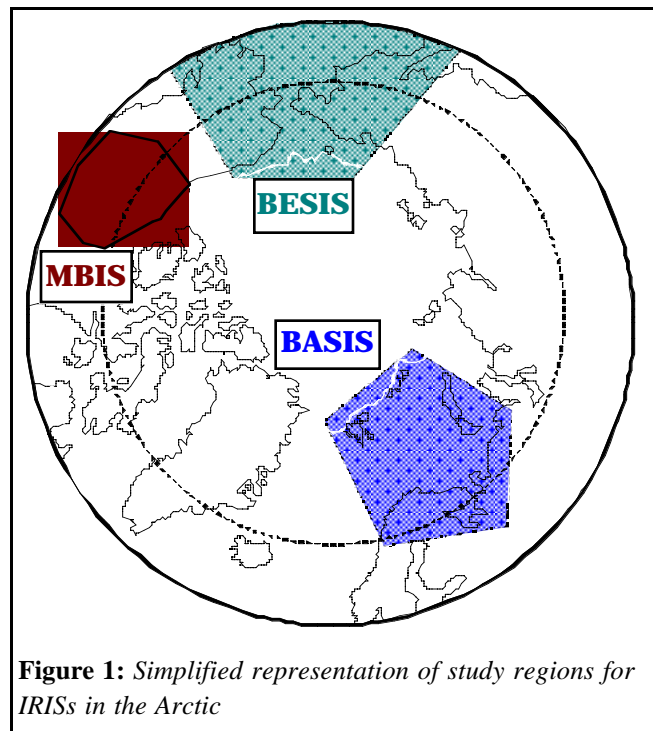 BESIS
MBIS
BASIS
Figure 1: Simplified representation of study regions for
IRISs in the Arctic